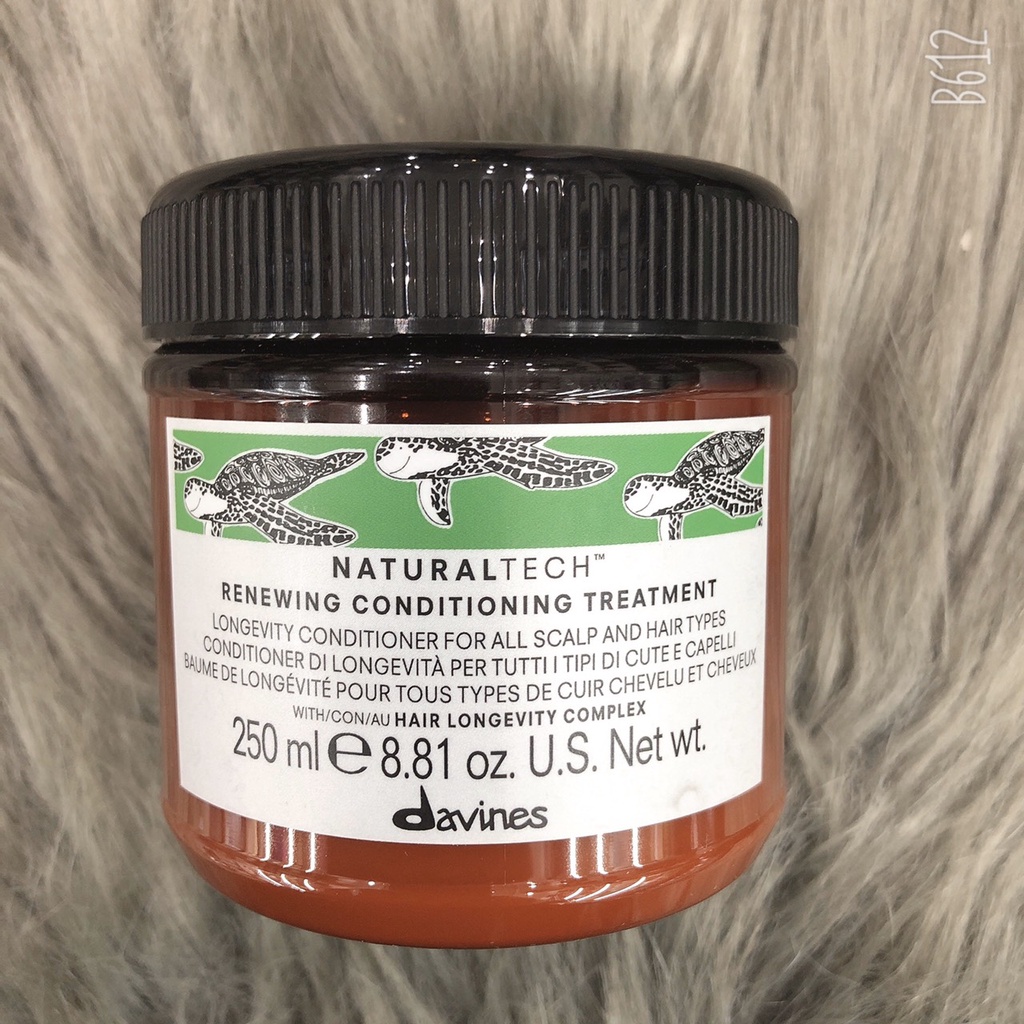 B612
NATURALTECH™
RENEWING CONDITIONING TREATMENT
LONGEVITY CONDITIONER FOR ALL SCALP AND HAIR TYPES
CONDITIONER DI LONGEVITÀ PER TUTTI I TIPI DI CUTE E CAPELLI
BAUME DE LONGÉVITÉ POUR TOUS TYPES DE CUIR CHEVELU ET CHEVEUX
WITH/CON/AU HAIR LONGEVITY COMPLEX
250 ml ℮ 8.81 oz. U.S. Net wt.
davines